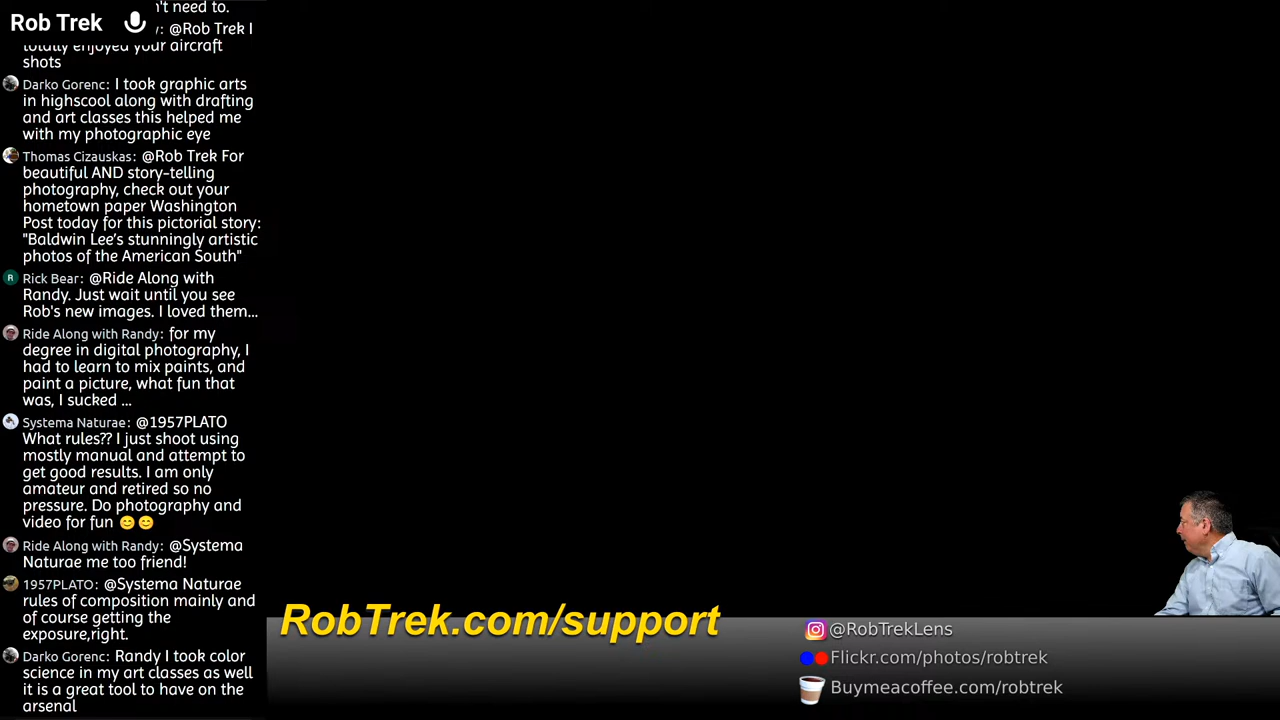 n't need to.
Rob Trek
y: @Rob Trek I
totally enjoyed your aircraft
shots
Darko Gorenc: I took graphic arts
in highscool along with drafting
and art classes this helped me
with my photographic eye
Thomas Cizauskas: @Rob Trek For
beautiful AND story-telling
photography, check out your
hometown paper Washington
Post today for this pictorial story:
"Baldwin Lee’s stunningly artistic
photos of the American South"
R Rick Bear: @Ride Along with
Randy. Just wait until you see
Rob's new images. I loved them...
Ride Along with Randy: for my
degree in digital photography, I
had to learn to mix paints, and
paint a picture, what fun that
was, I sucked ...
Systema Naturae: @1957PLATO
What rules?? I just shoot using
mostly manual and attempt to
get good results. I am only
amateur and retired so no
pressure. Do photography and
video for fun 😊😊
Ride Along with Randy: @Systema
Naturae me too friend!
1957PLATO: @Systema Naturae
rules of composition mainly and
of course getting the
exposure,right.
Darko Gorenc: Randy I took color
science in my art classes as well
it is a great tool to have on the
arsenal
RobTrek.com/support
@RobTrekLens
Flickr.com/photos/robtrek
Buymeacoffee.com/robtrek